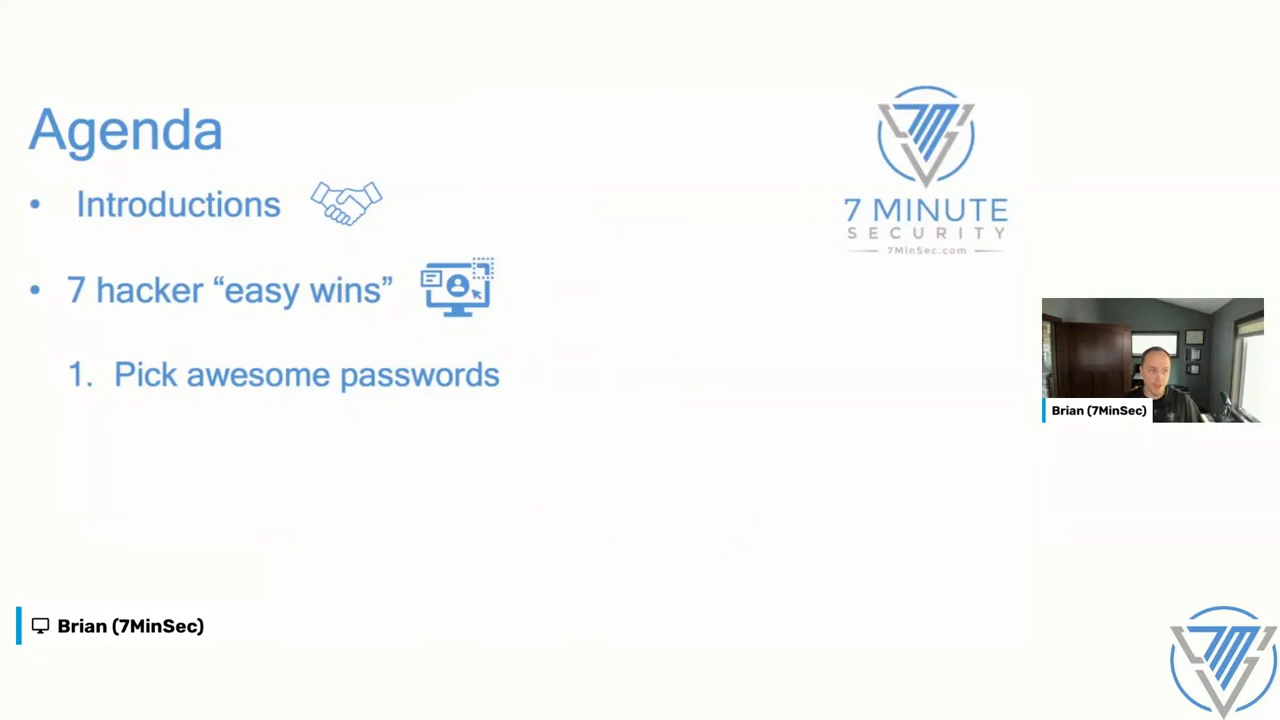 Agenda
• Introductions
• 7 hacker “easy wins”
1. Pick awesome passwords
7 MINUTE
SECURITY
7MinSec.com
Brian (7MinSec)
Brian (7MinSec)